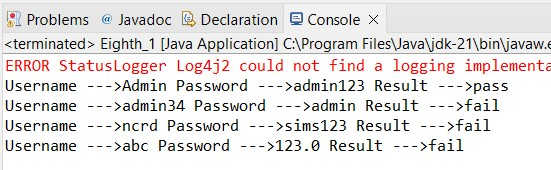 Problems @ Javadoc Declaration Console
<terminated> Eighth_1 [Java Application] C:\Program Files\Java\jdk-21\bin\javaw.e
ERROR StatusLogger Log4j2 could not find a logging implementa
Username --->Admin Password --->admin123 Result --->pass
Username --->admin34 Password --->admin Result --->fail
Username --->ncrd Password --->sims123 Result --->fail
Username --->abc Password --->123.0 Result --->fail